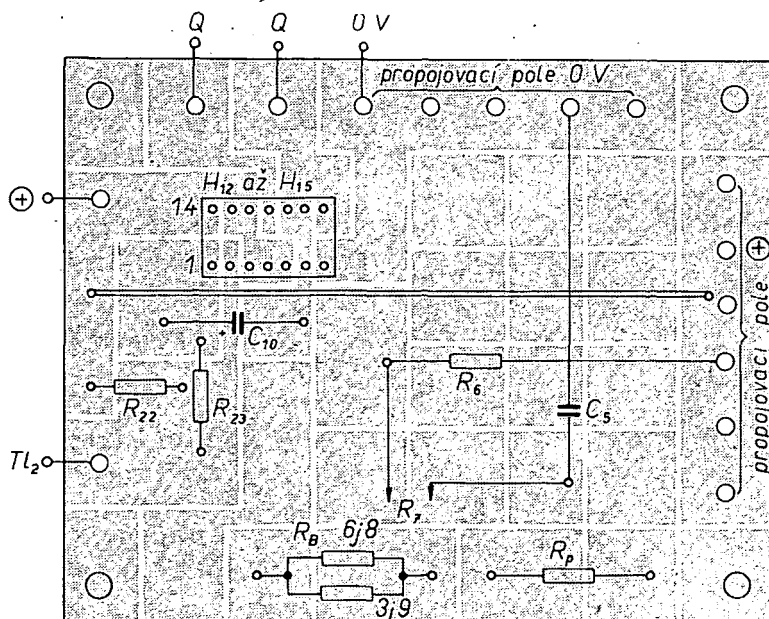 Q Q 0 V
propojovací pole 0 V
H12 až H15
14
1
+
+
propojovací pole
+
C10
R6
R22
R23
C5
Tl2
R7
RB 6j8
Rp
3j9